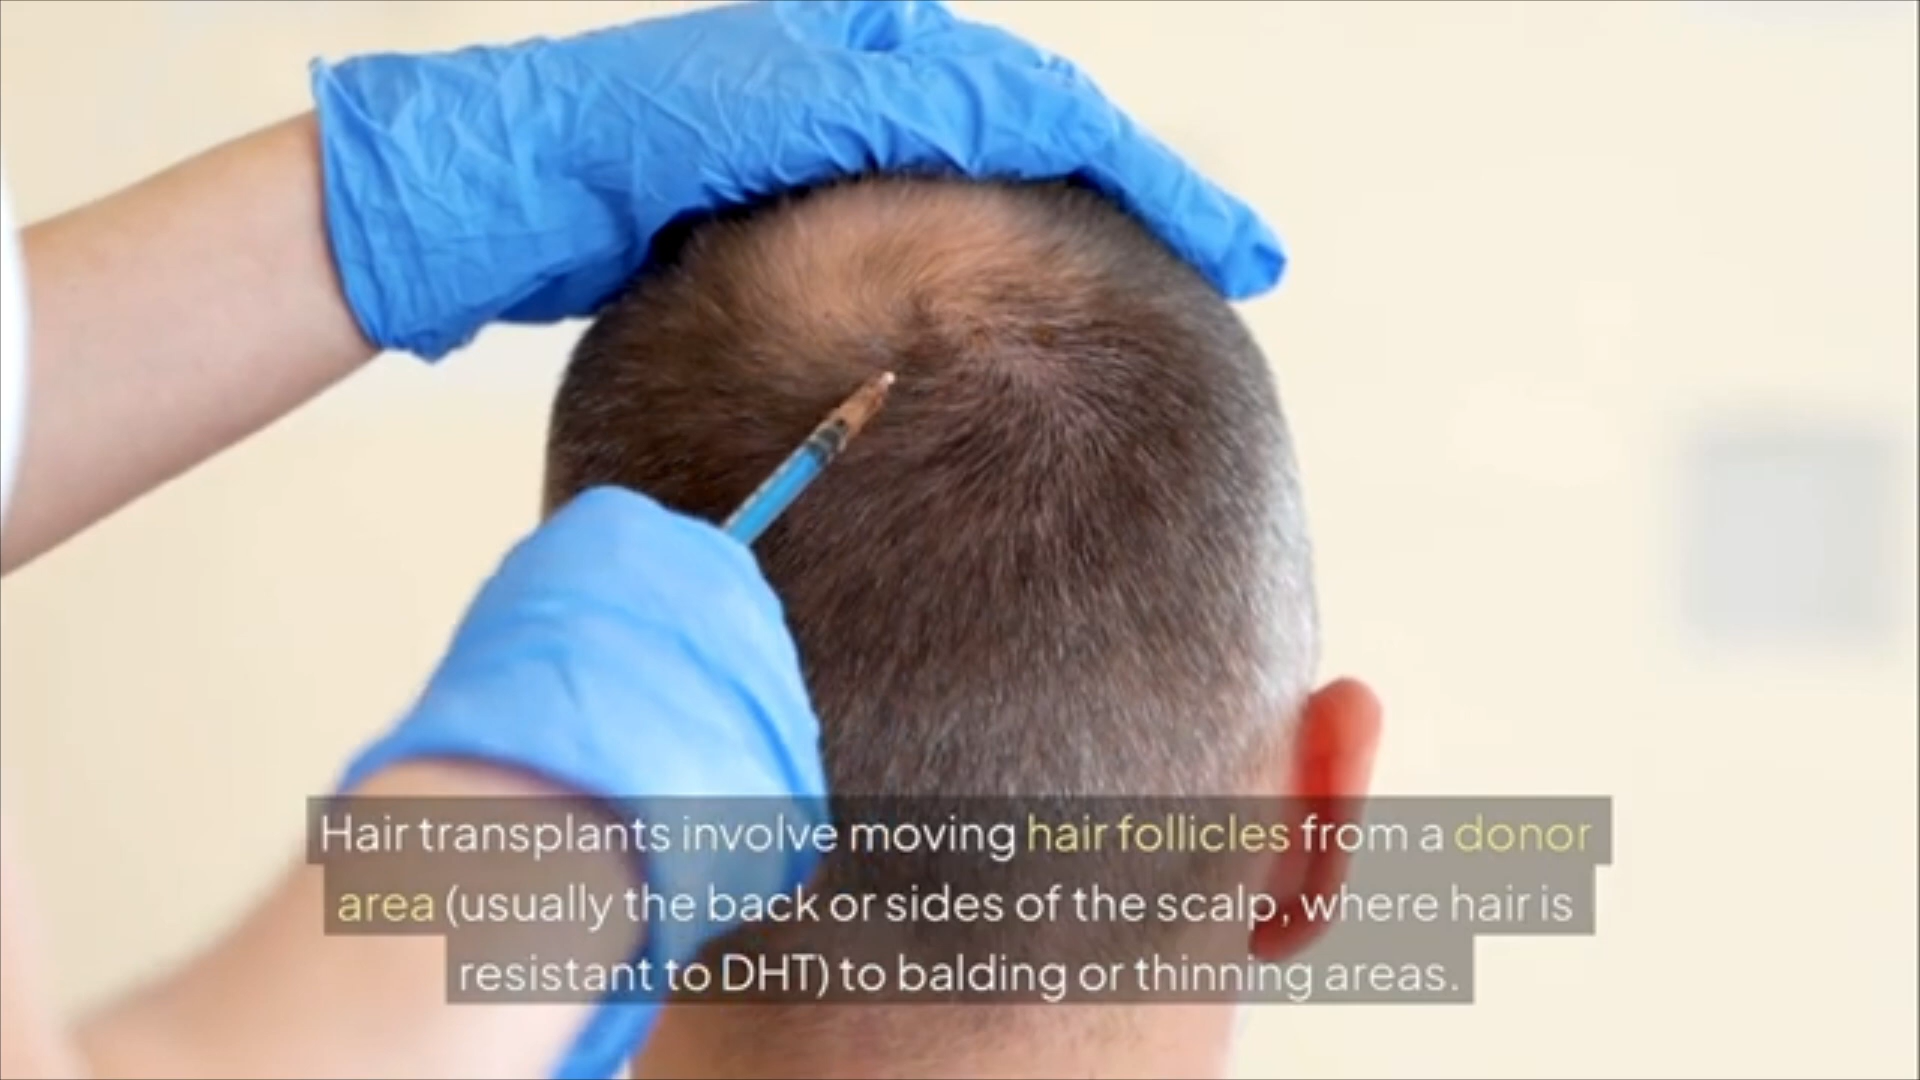 Hair transplants involve moving hair follicles from a donor
area (usually the back or sides of the scalp, where hair is
resistant to DHT) to balding or thinning areas.